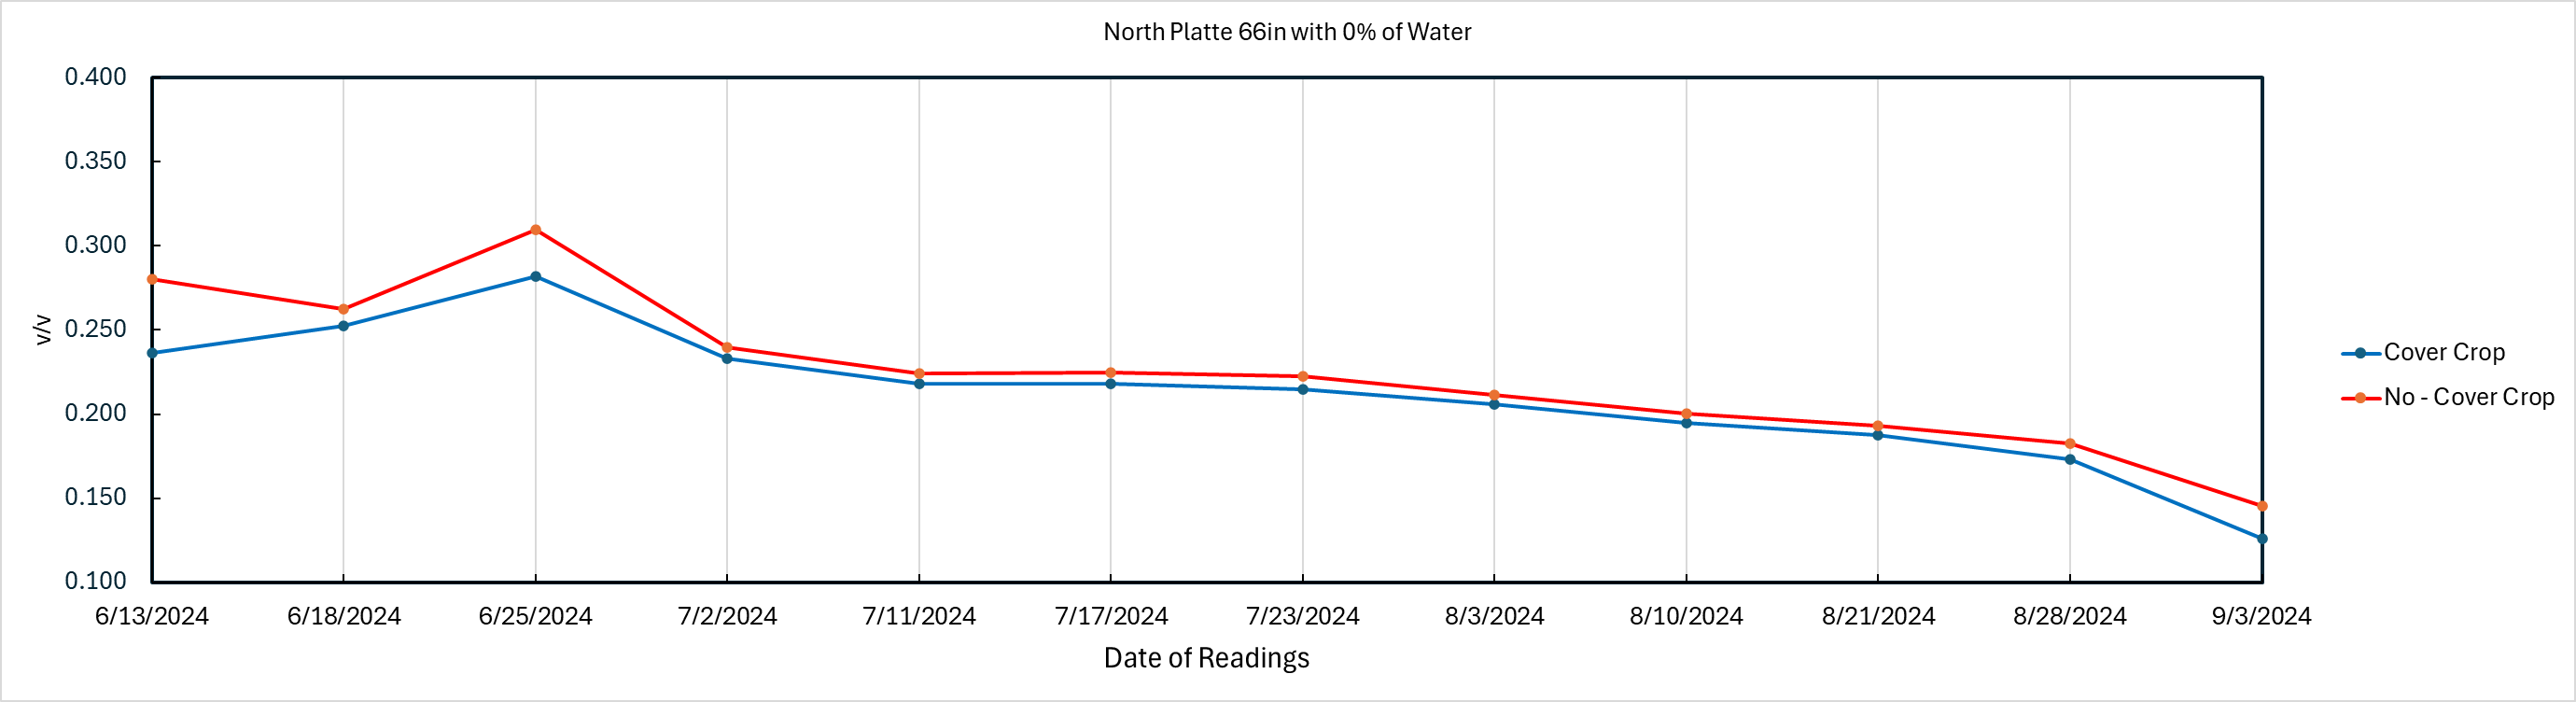 North Platte 66in with 0% of Water
0.400
0.350
0.300
0.250
0.200
0.150
0.100
v/v
6/13/2024 6/18/2024 6/25/2024 7/2/2024 7/11/2024 7/17/2024 7/23/2024 8/3/2024 8/10/2024 8/21/2024 8/28/2024 9/3/2024
Date of Readings
Cover Crop
No - Cover Crop